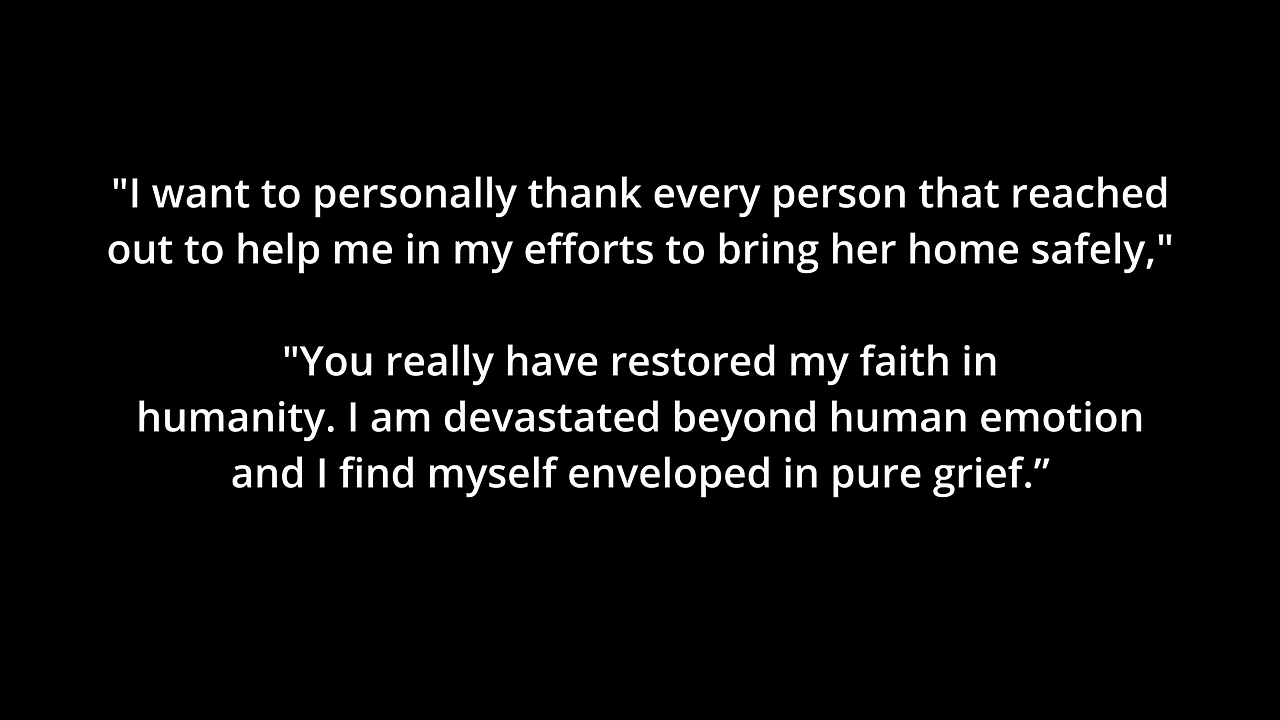 "I want to personally thank every person that reached
out to help me in my efforts to bring her home safely,"
"You really have restored my faith in
humanity. I am devastated beyond human emotion
and I find myself enveloped in pure grief.”